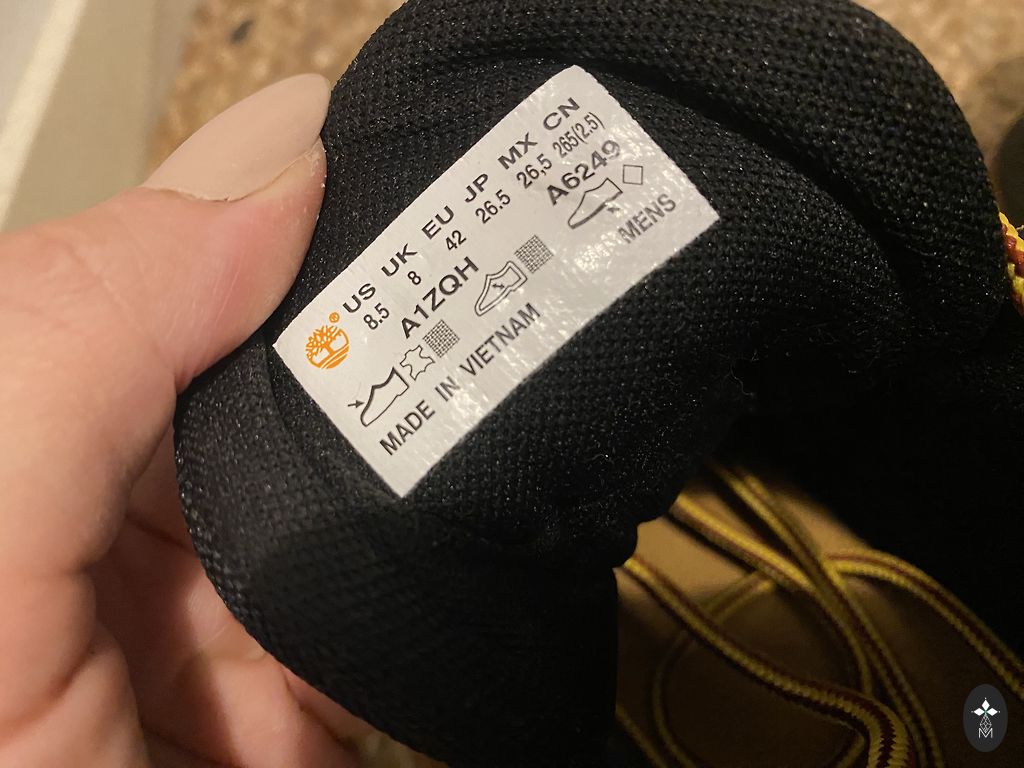 ® US UK EU JP MX CN
8.5 8 42 26.5 26,5 265(2.5)
A1ZQH A6249
MENS
MADE IN VIETNAM
M